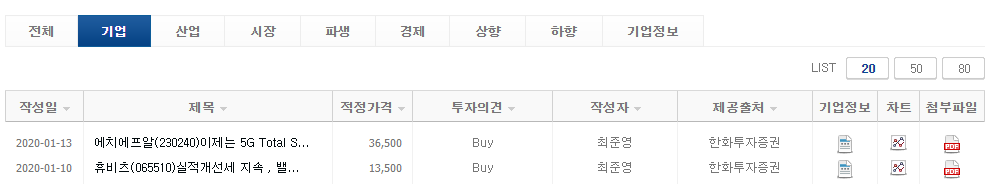 전체 기업 산업 시장 파생 경제 상향 하향 기업정보
LIST 20 50 80
작성일 제목 적정가격 투자의견 작성자 제공출처 기업정보 차트 첨부파일
2020-01-13 에치에프알(230240)이제는 5G Total S... 36,500 Buy 최준영 한화투자증권 PDF
2020-01-10 휴비츠(065510)실적개선세 지속 , 밸... 13,500 Buy 최준영 한화투자증권 PDF